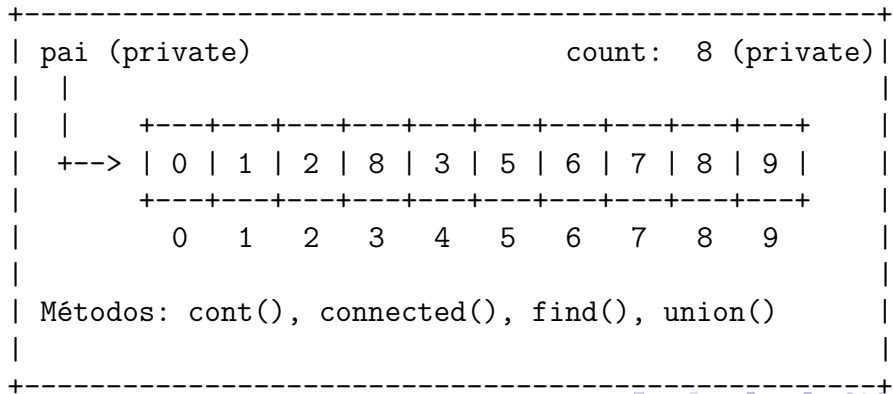 +----------------------------------------------------+
| pai (private)                   count:  8 (private)|
|  |                                                 |
|  |    +---+---+---+---+---+---+---+---+---+---+    |
|  +--> | 0 | 1 | 2 | 8 | 3 | 5 | 6 | 7 | 8 | 9 |    |
|       +---+---+---+---+---+---+---+---+---+---+    |
|         0   1   2   3   4   5   6   7   8   9      |
|                                                    |
| Métodos: cont(), connected(), find(), union()      |
|                                                    |
+----------------------------------------------------+